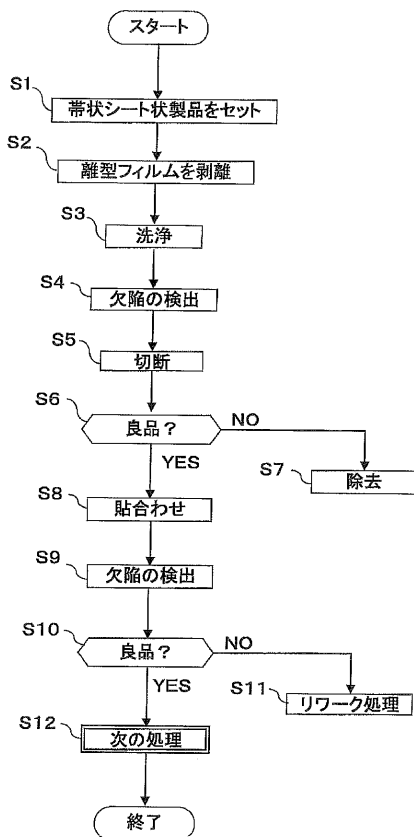 スタート
S1
帯状シート状製品をセット
S2
離型フィルムを剥離
S3
洗浄
S4
欠陥の検出
S5
切断
S6
良品?
NO
YES
S7
除去
S8
貼合わせ
S9
欠陥の検出
S10
良品?
NO
YES
S11
リワーク処理
S12
次の処理
終了